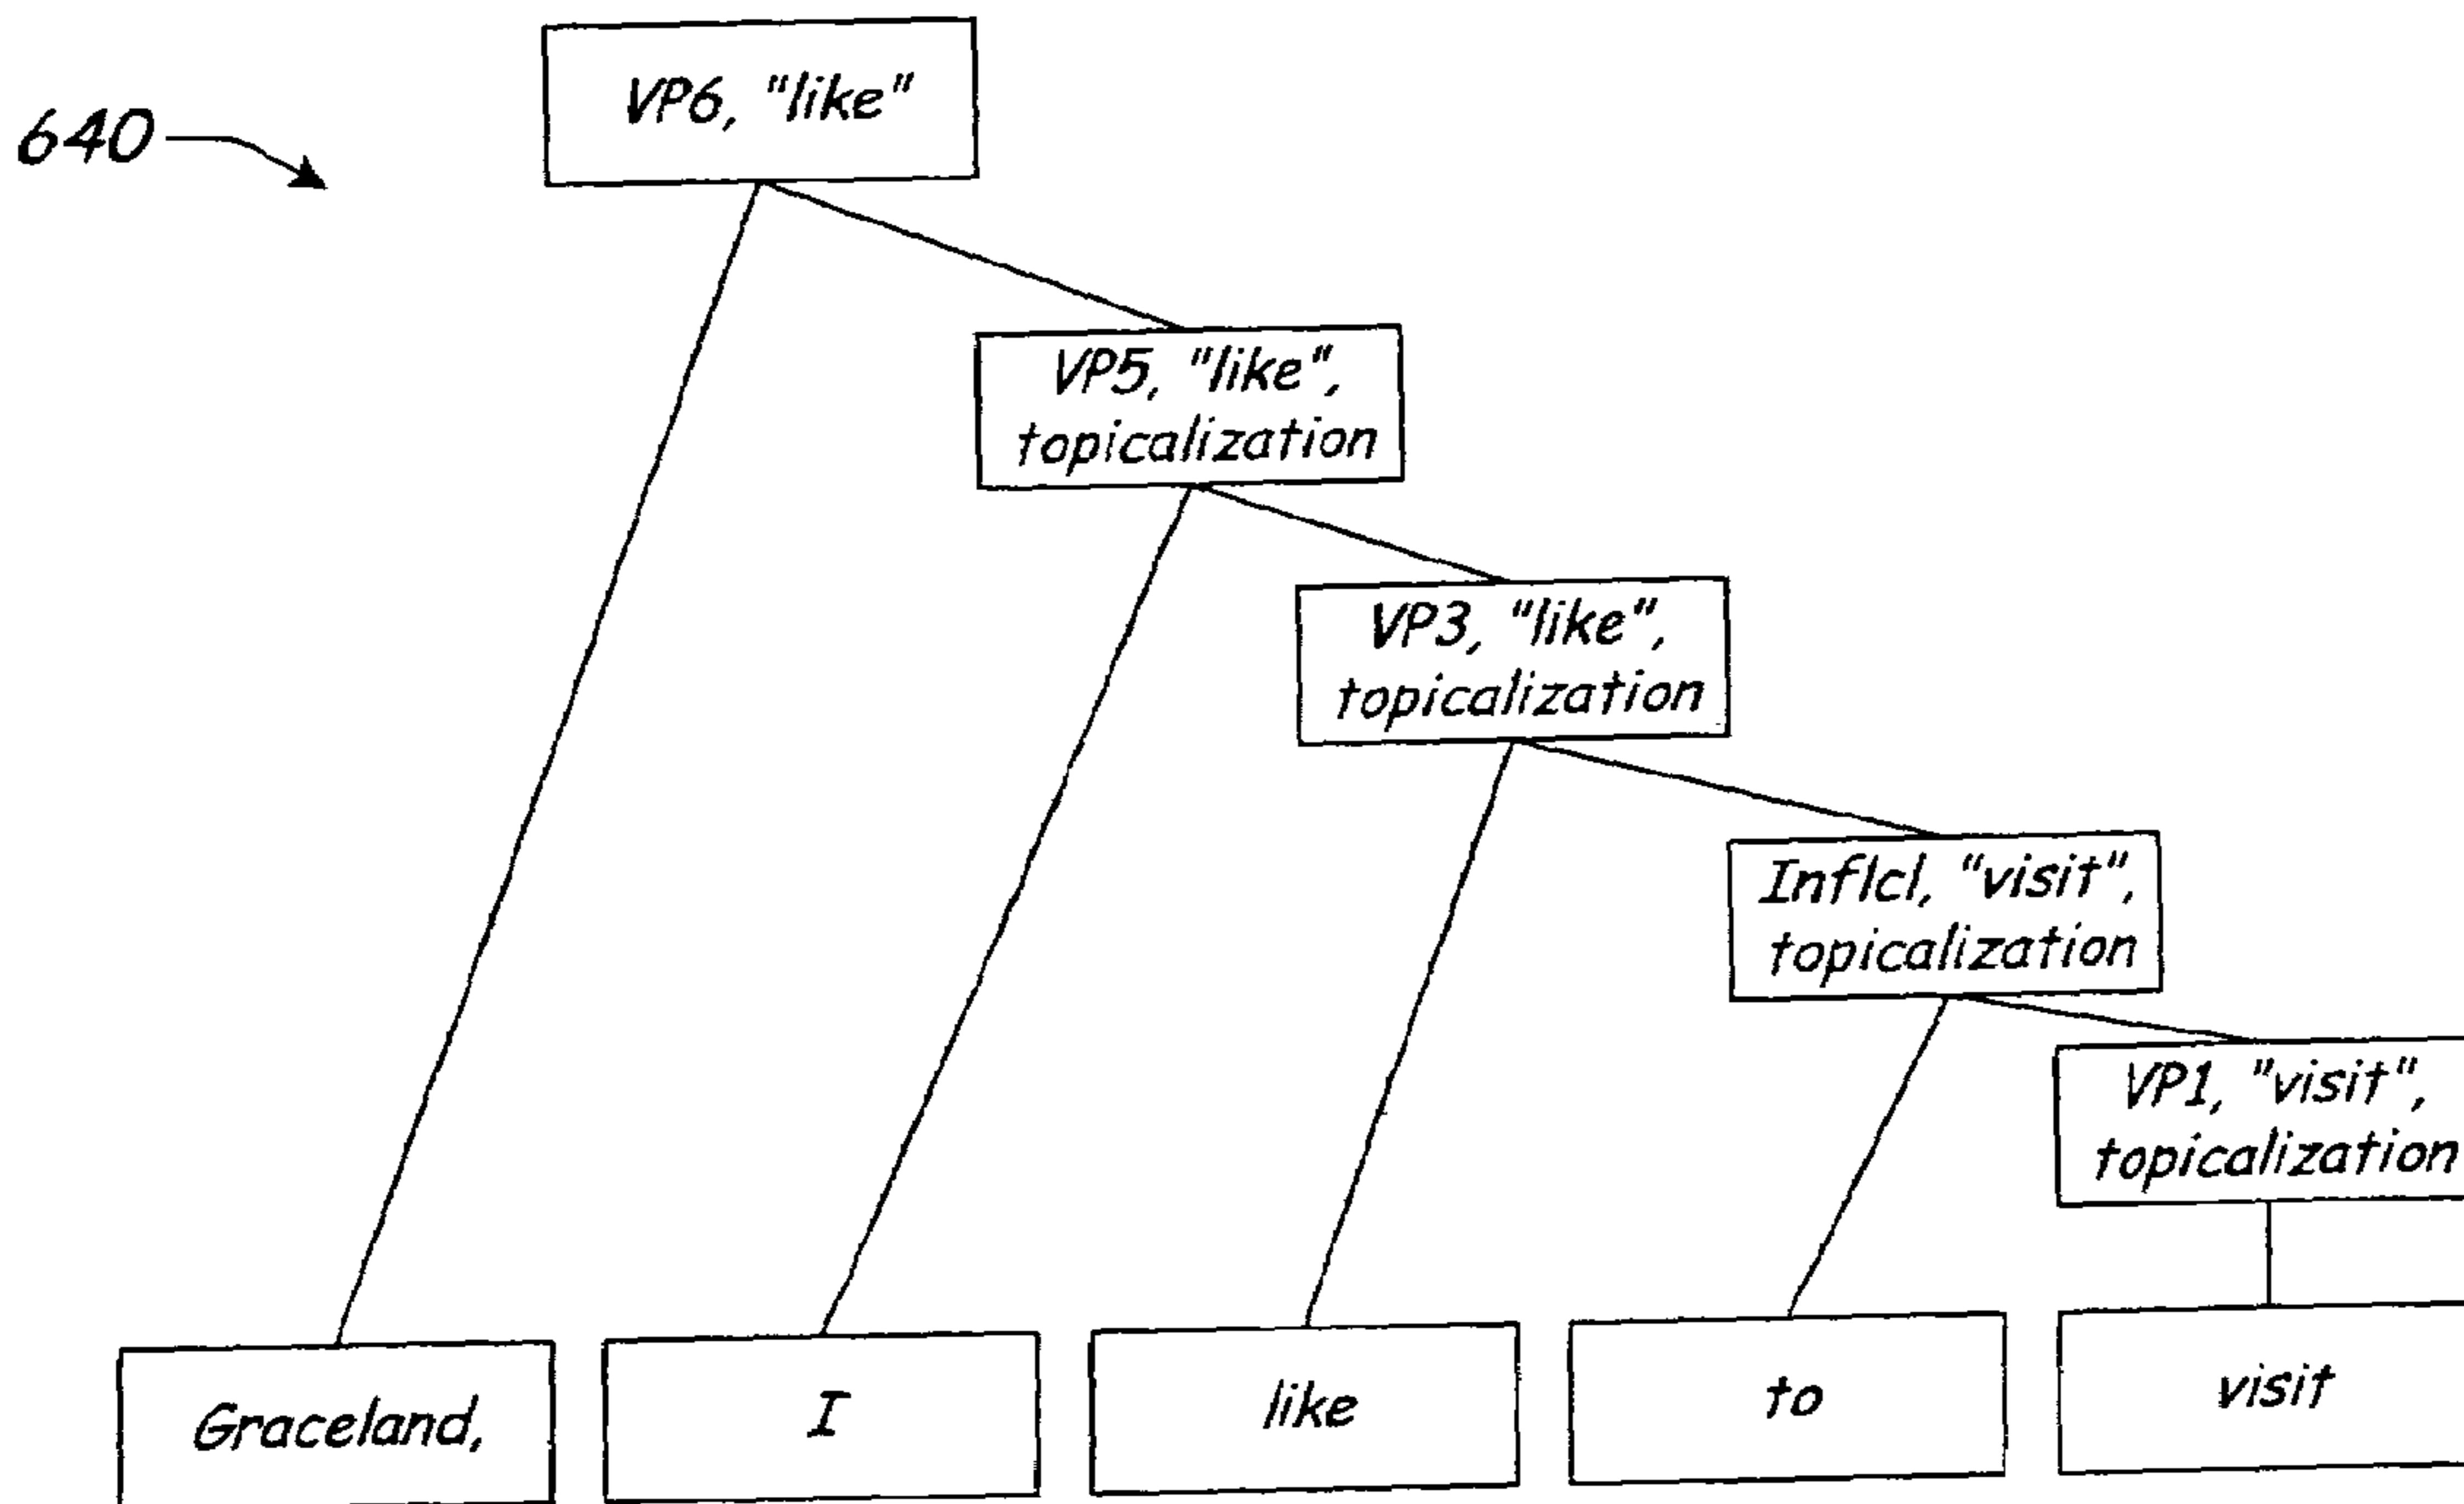 VP6, "like"
640
VP5, "like",
topicalization
VP3, "like",
topicalization
Inflcl, "visit",
topicalization
VP1, "visit",
topicalization
Graceland,
I
like
to
visit